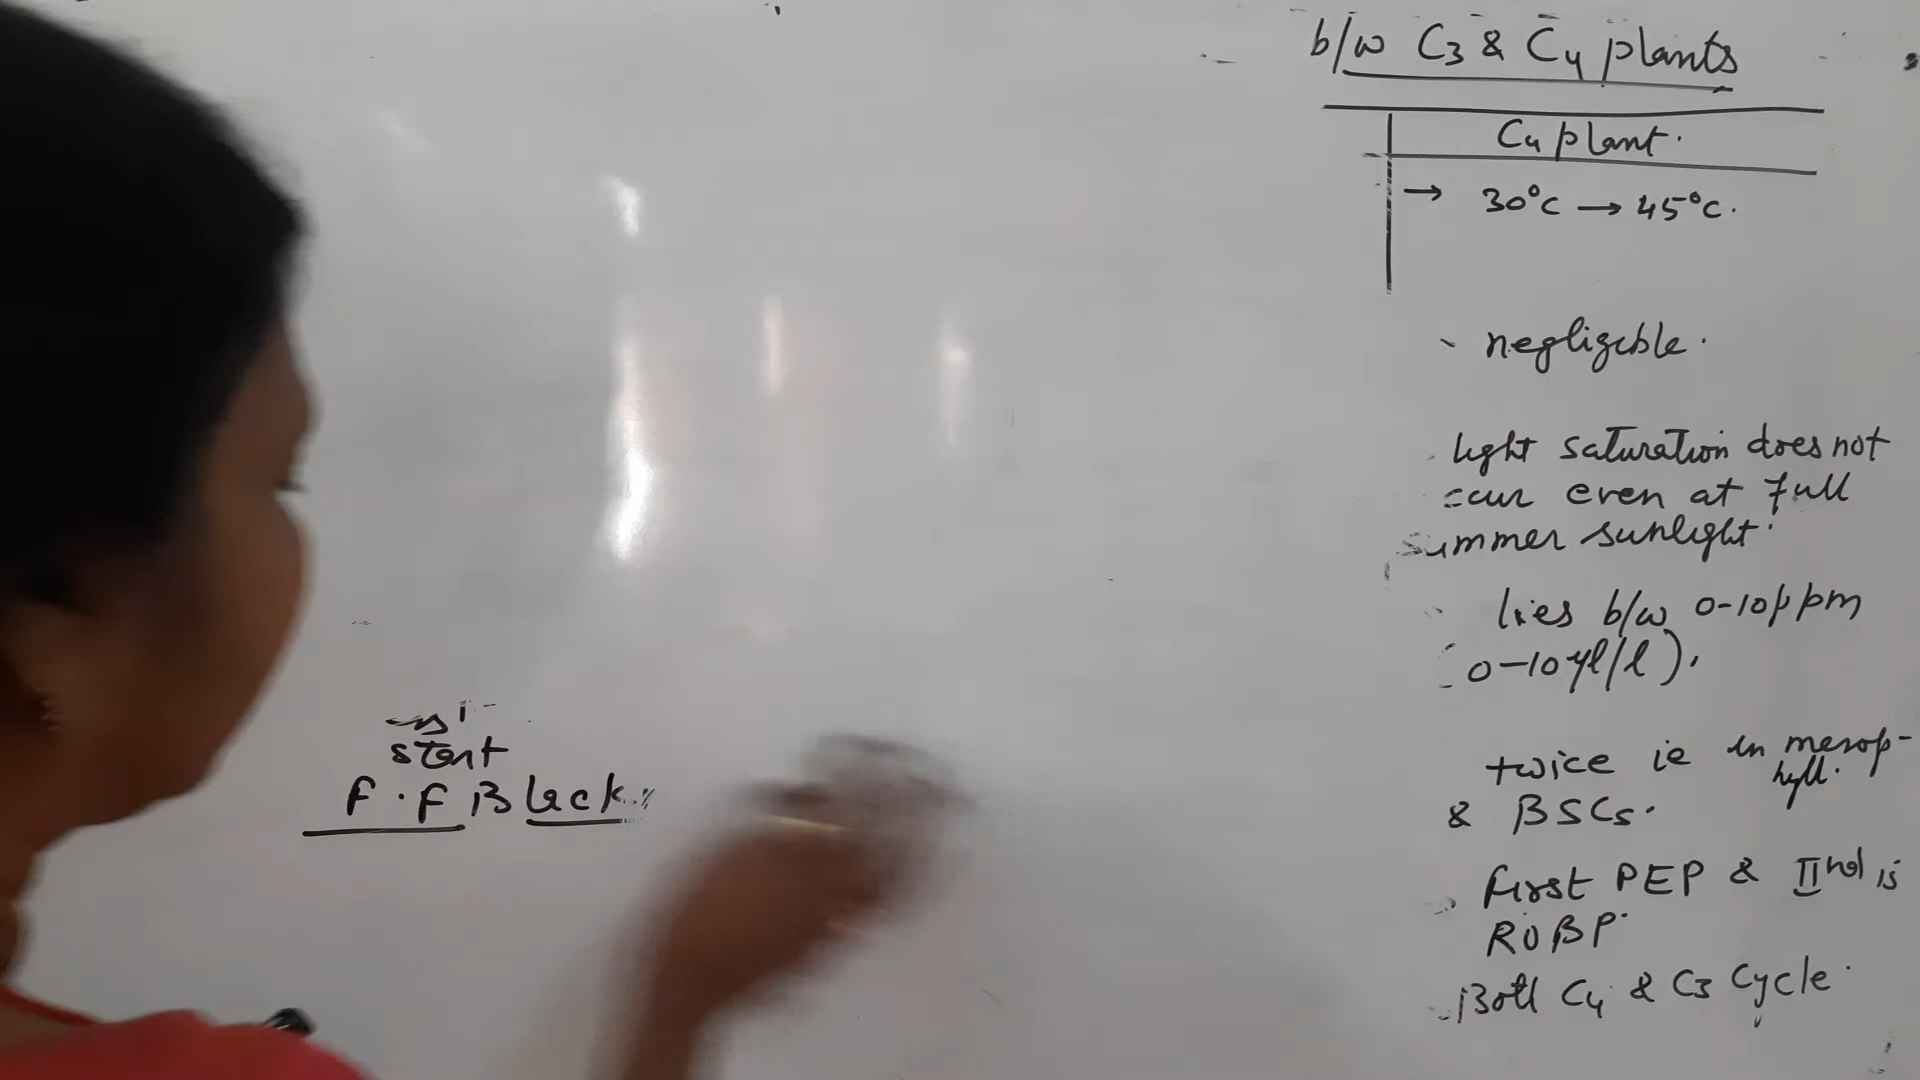 b/w C3 & C4 plants
C4 plant.
→ 30°C → 45°C.
negligible.
light saturation does not
occur even at full
summer sunlight.
lies b/w 0-10ppm
(0-10μl/l).
twice ie in mesop-
hyll.
& BSCs.
first PEP & IInd is
RUBP.
Both C4 & C3 Cycle.
start
F.F Black